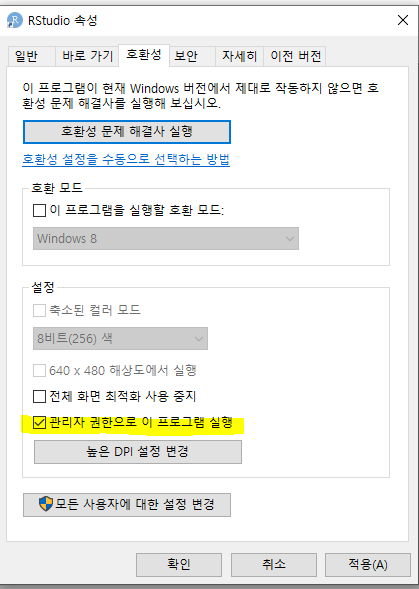 RStudio 속성
일반
바로 가기
호환성
보안
자세히
이전 버전
이 프로그램이 현재 Windows 버전에서 제대로 작동하지 않으면 호
환성 문제 해결사를 실행해 보십시오.
호환성 문제 해결사 실행
호환성 설정을 수동으로 선택하는 방법
호환 모드
이 프로그램을 실행할 호환 모드:
Windows 8
설정
축소된 컬러 모드
8비트(256) 색
640 x 480 해상도에서 실행
전체 화면 최적화 사용 중지
관리자 권한으로 이 프로그램 실행
높은 DPI 설정 변경
모든 사용자에 대한 설정 변경
확인
취소
적용(A)